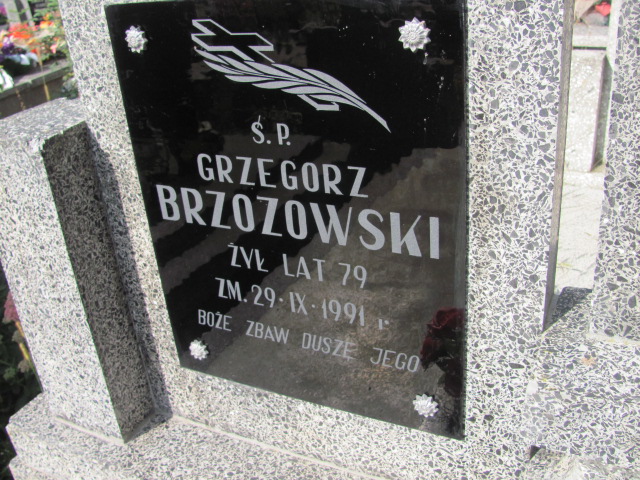 Ś.P.
GRZEGORZ
BRZOZOWSKI
ŻYŁ LAT 79
ZM. 29·IX·1991 r.
BOŻE ZBAW DUSZĘ JEGO